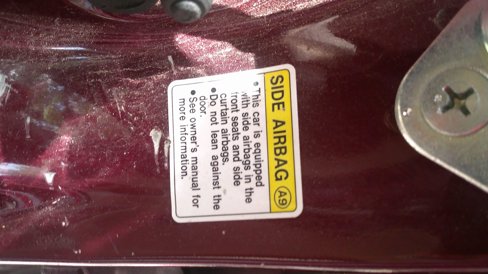 SIDE AIRBAG A9
• This car is equipped
with side airbags in the
front seats and side
curtain airbags.
• Do not lean against the
door.
• See owner's manual for
more information.